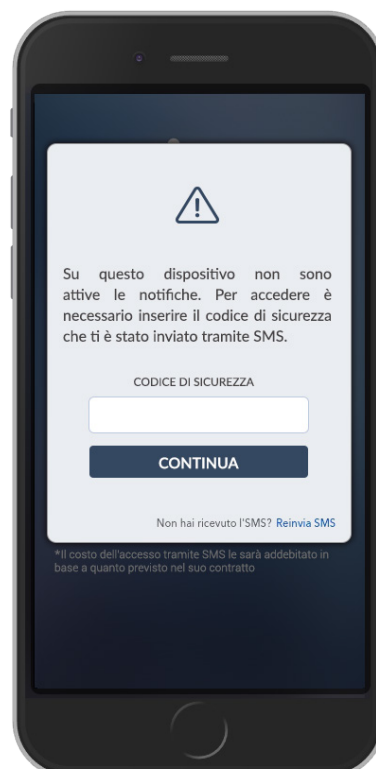 Su questo dispositivo non sono
attive le notifiche. Per accedere è
necessario inserire il codice di sicurezza
che ti è stato inviato tramite SMS.
CODICE DI SICUREZZA
CONTINUA
Non hai ricevuto l'SMS? Reinvia SMS
*Il costo dell'accesso tramite SMS le sarà addebitato in
base a quanto previsto nel suo contratto